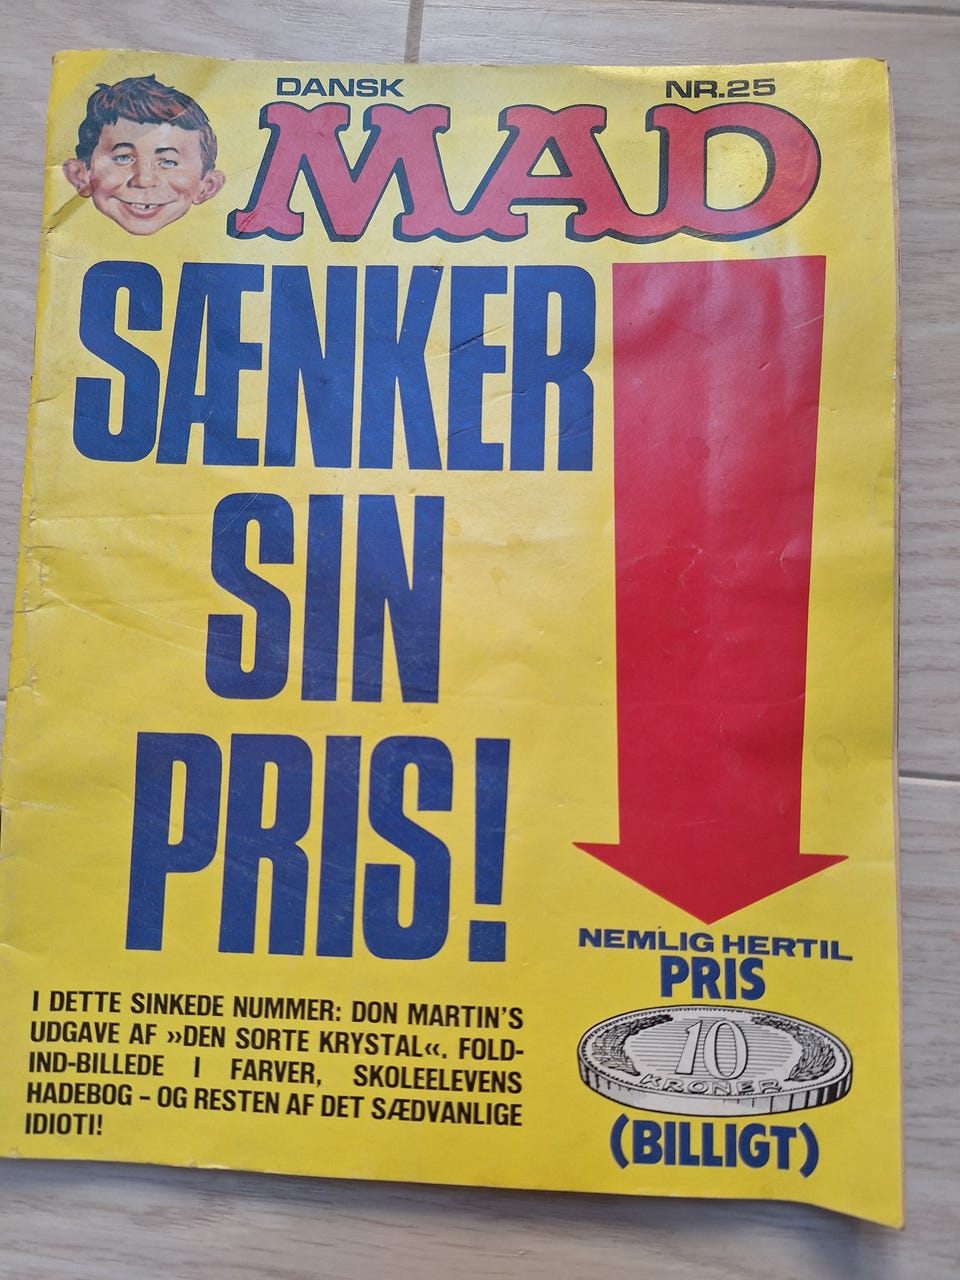 DANSK NR.25
MAD
SÆNKER
SIN
PRIS!
NEMLIG HERTIL
PRIS
10
KRONER
(BILLIGT)
I DETTE SINKEDE NUMMER: DON MARTIN'S
UDGAVE AF »DEN SORTE KRYSTAL«. FOLD-
IND-BILLEDE I FARVER, SKOLEELEVENS
HADEBOG – OG RESTEN AF DET SÆDVANLIGE
IDIOTI!